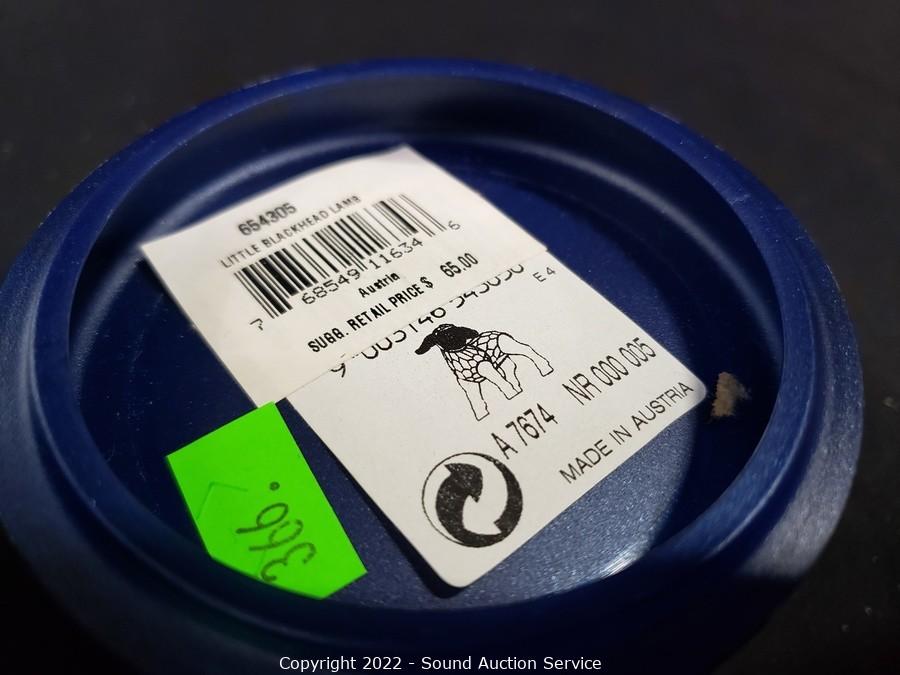 654305
LITTLE BLACKHEAD LAMB
7 68549 11634 6
Austria
SUGG. RETAIL PRICE $ 65.00
E4
A 7674 NR 000 005
MADE IN AUSTRIA
366.
Copyright 2022 - Sound Auction Service